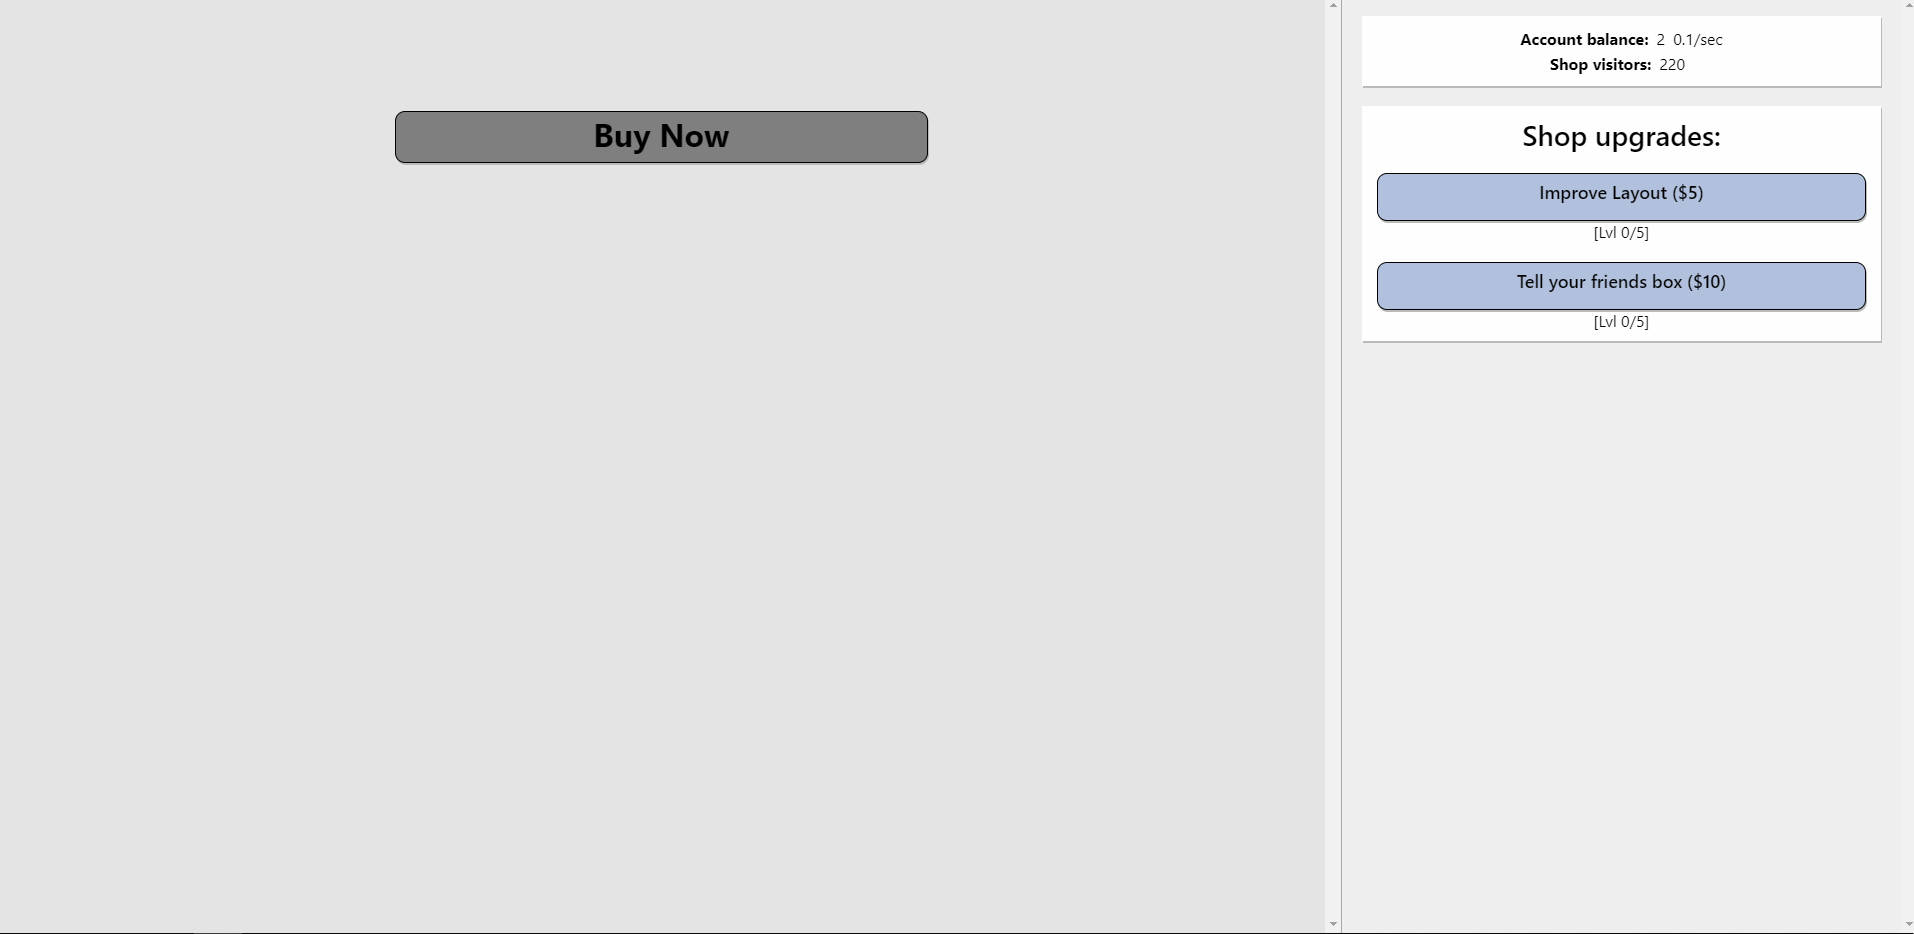 Buy Now
Account balance: 2 0.1/sec
Shop visitors: 220
Shop upgrades:
Improve Layout ($5)
[Lvl 0/5]
Tell your friends box ($10)
[Lvl 0/5]